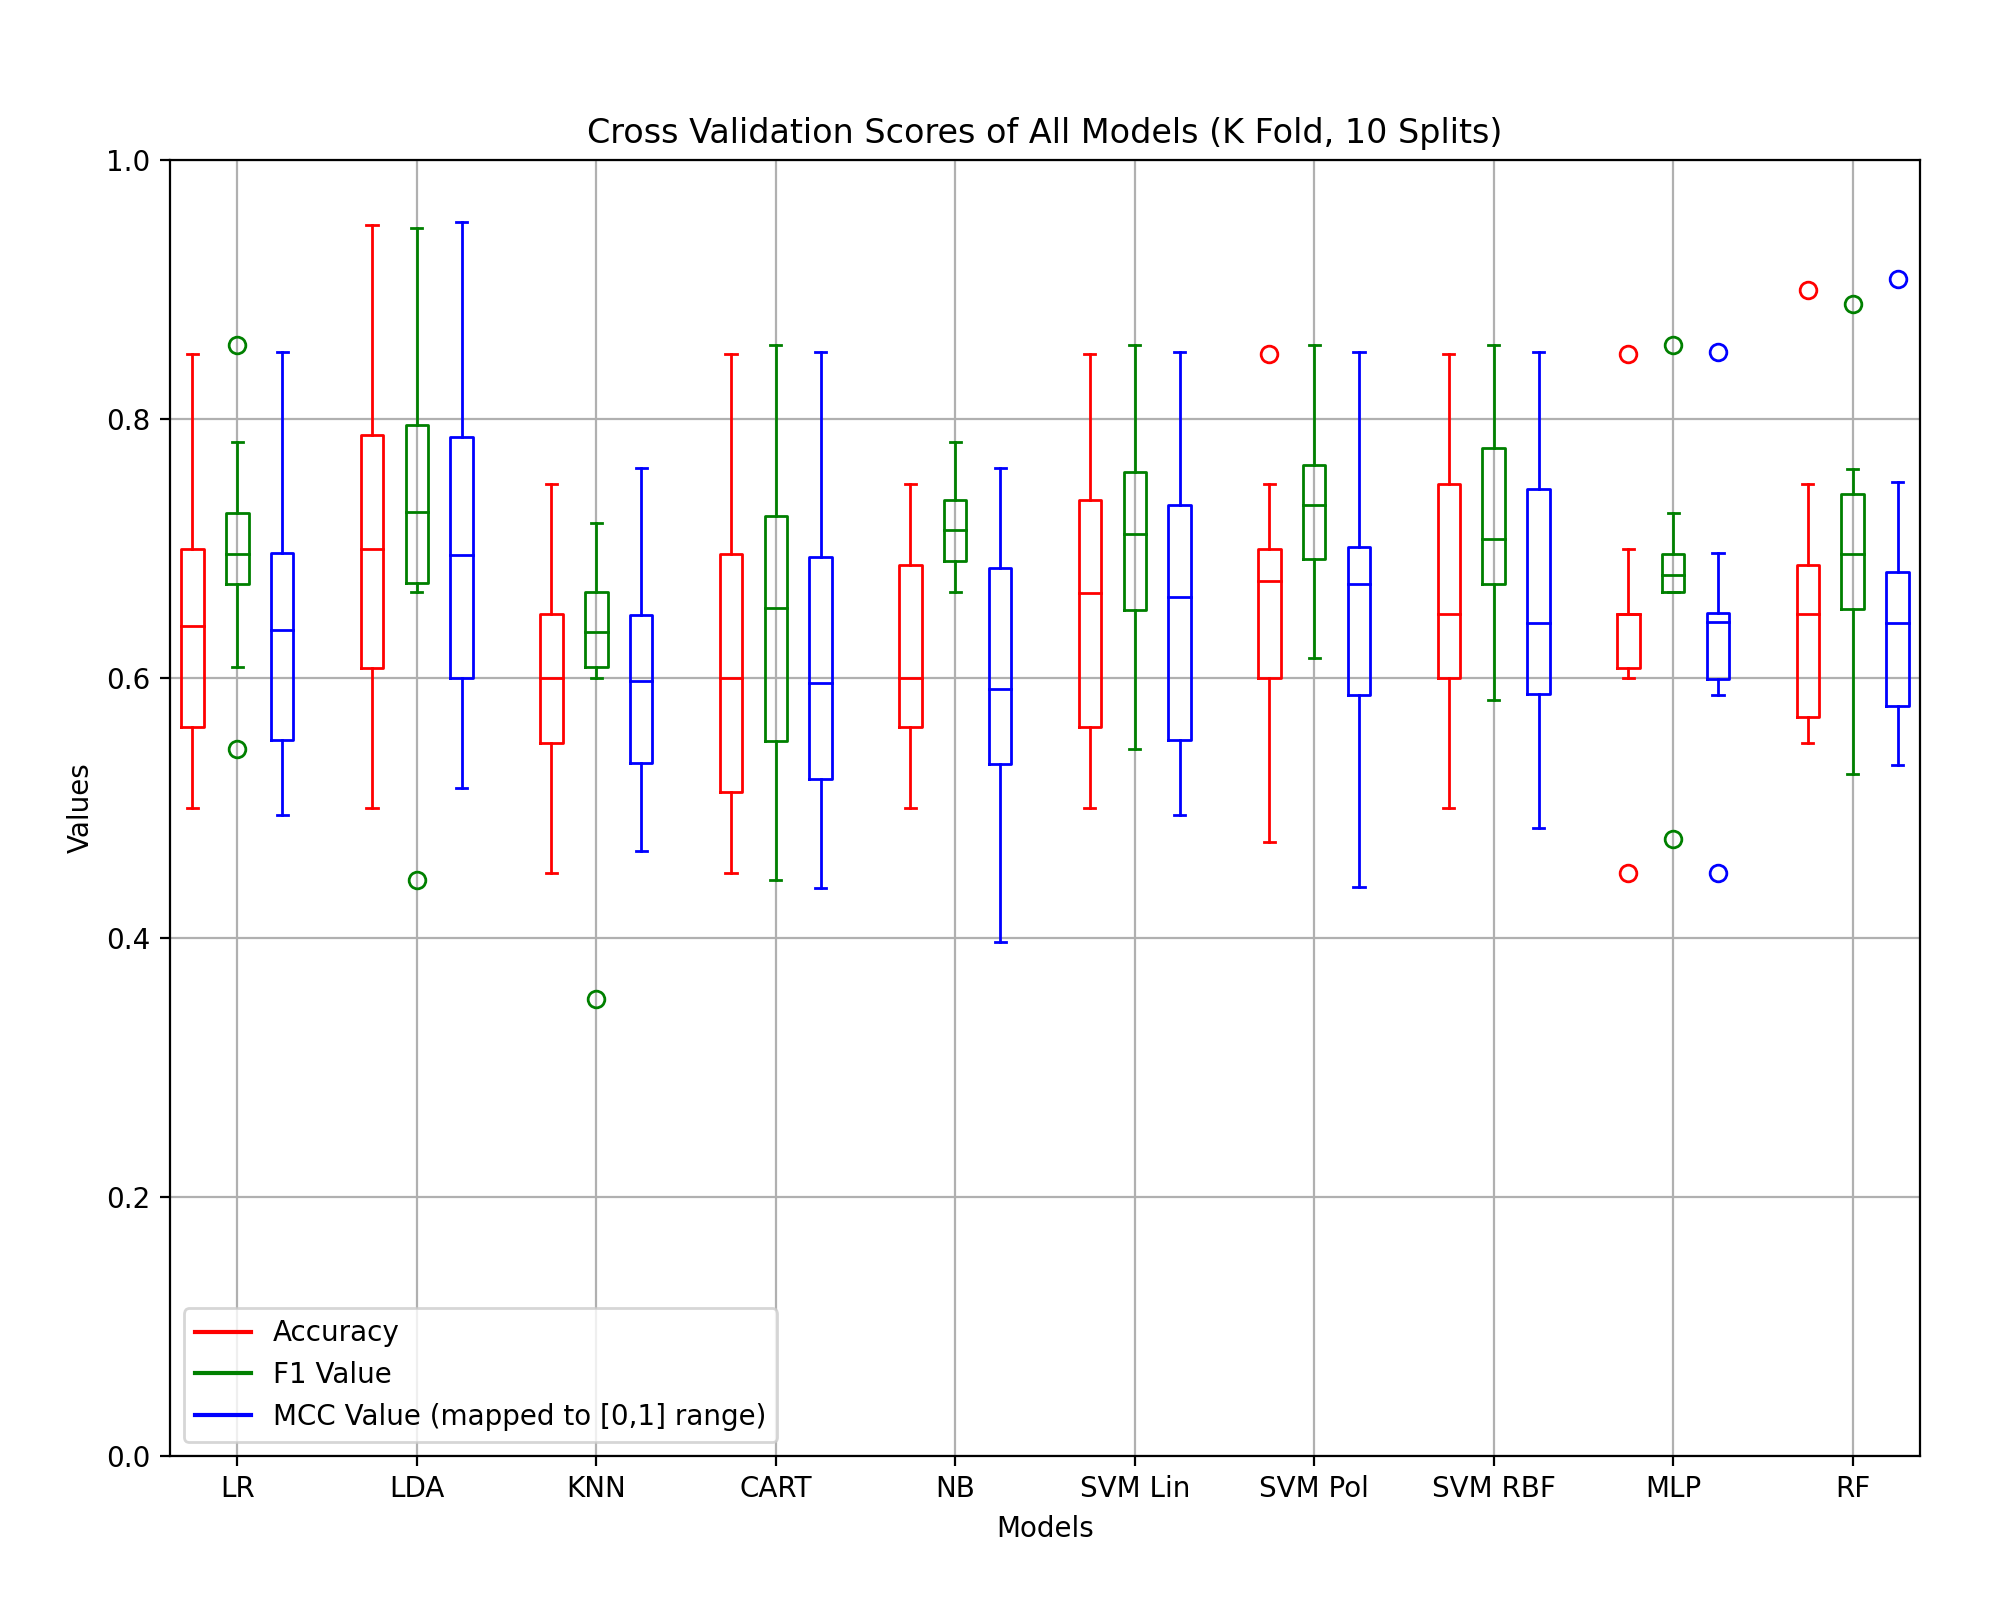 Cross Validation Scores of All Models (K Fold, 10 Splits)
1.0
0.8
0.6
0.4
0.2
0.0
Values
Accuracy
F1 Value
MCC Value (mapped to [0,1] range)
LR LDA KNN CART NB SVM Lin SVM Pol SVM RBF MLP RF
Models